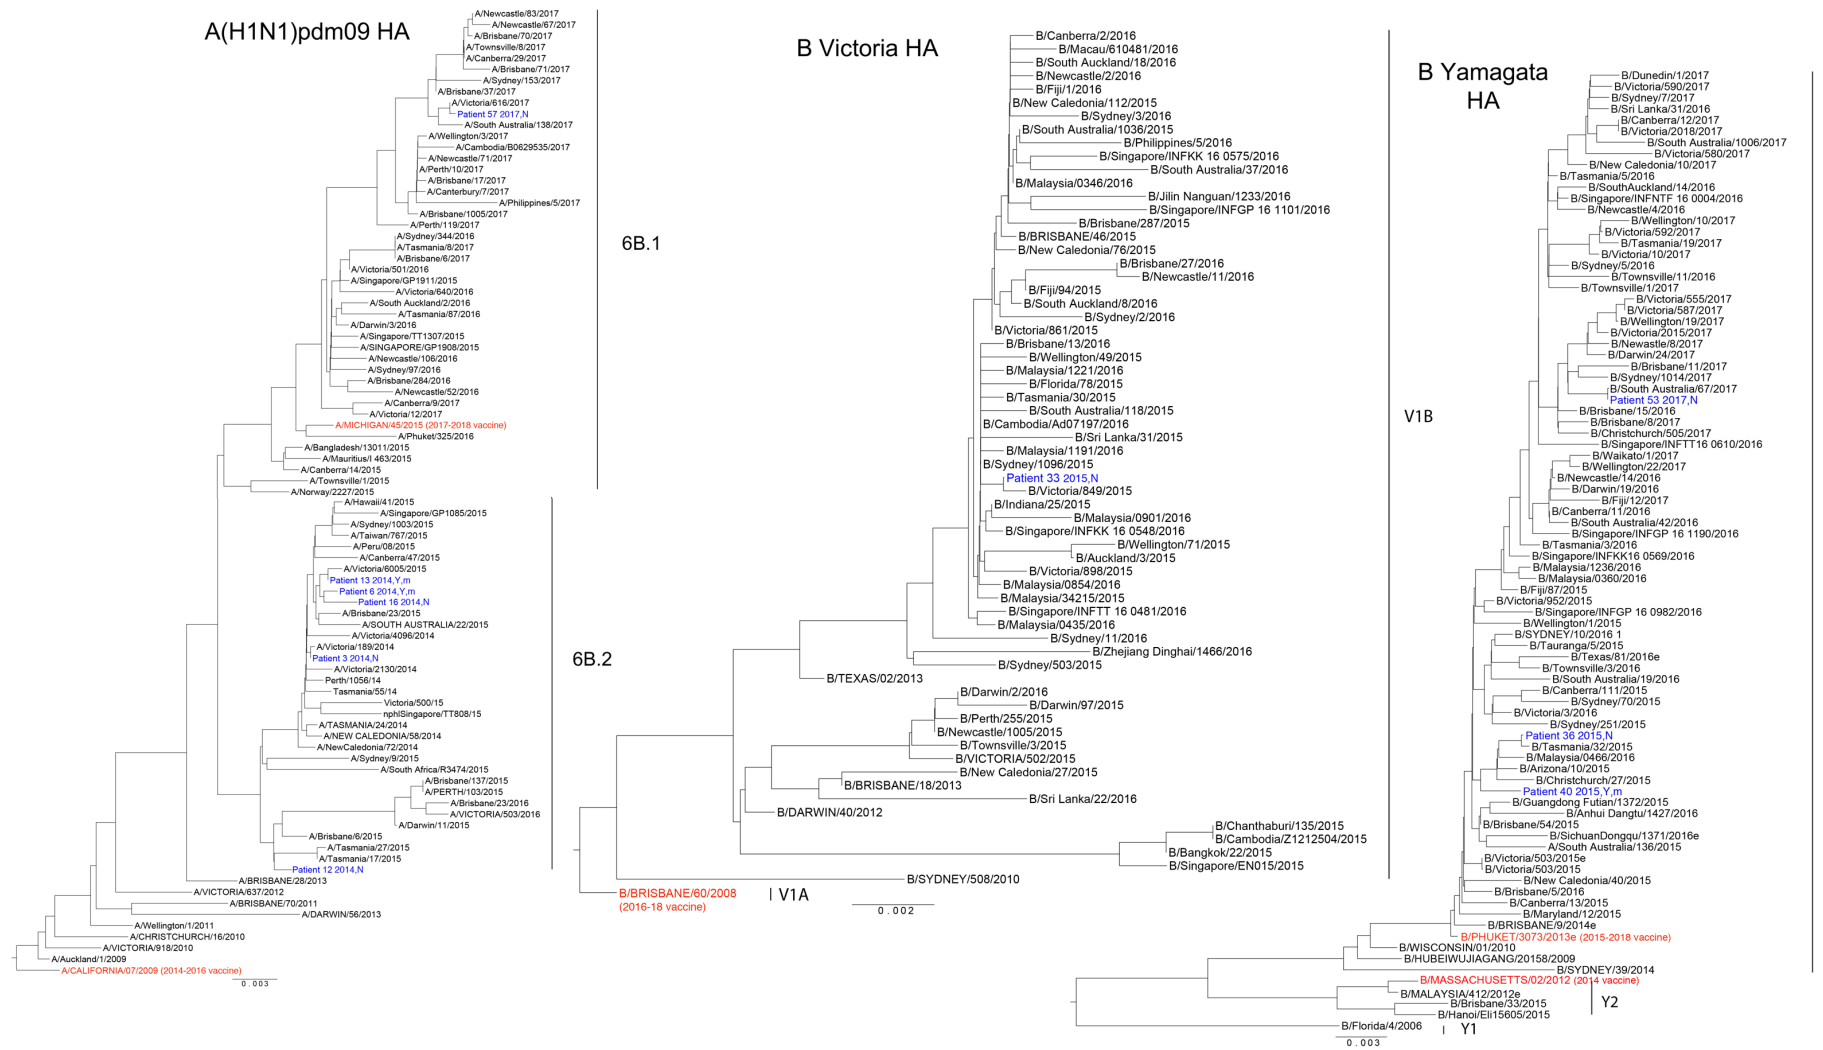 A(H1N1)pdm09 HA
A/Newcastle/83/2017
A/Newcastle/67/2017
A/Brisbane/70/2017
A/Townsville/8/2017
A/Canberra/29/2017
A/Brisbane/71/2017
A/Sydney/153/2017
A/Brisbane/37/2017
A/Victoria/616/2017
Patient 57 2017,N
A/South Australia/138/2017
A/Wellington/3/2017
A/Cambodia/B0629535/2017
A/Newcastle/71/2017
A/Perth/10/2017
A/Brisbane/17/2017
A/Canterbury/7/2017
A/Philippines/5/2017
A/Brisbane/1005/2017
A/Perth/119/2017
A/Sydney/344/2016
A/Tasmania/8/2017
A/Brisbane/6/2017
A/Victoria/501/2016
A/Singapore/GP1911/2015
A/Victoria/640/2016
A/South Auckland/2/2016
A/Tasmania/87/2016
A/Darwin/3/2016
A/Singapore/TT1307/2015
A/SINGAPORE/GP1908/2015
A/Newcastle/106/2016
A/Sydney/97/2016
A/Brisbane/284/2016
A/Newcastle/52/2016
A/Canberra/9/2017
A/Victoria/12/2017
A/MICHIGAN/45/2015 (2017-2018 vaccine)
A/Phuket/325/2016
A/Bangladesh/13011/2015
A/Mauritius/I 463/2015
A/Canberra/14/2015
A/Townsville/1/2015
A/Norway/2227/2015
6B.1
A/Hawaii/41/2015
A/Singapore/GP1085/2015
A/Sydney/1003/2015
A/Taiwan/767/2015
A/Peru/08/2015
A/Canberra/47/2015
A/Victoria/6005/2015
Patient 13 2014,Y,m
Patient 6 2014,Y,m
Patient 16 2014,N
A/Brisbane/23/2015
A/SOUTH AUSTRALIA/22/2015
A/Victoria/4096/2014
A/Victoria/189/2014
Patient 3 2014,N
A/Victoria/2130/2014
Perth/1056/14
Tasmania/55/14
Victoria/500/15
nphlSingapore/TT808/15
A/TASMANIA/24/2014
A/NEW CALEDONIA/58/2014
A/NewCaledonia/72/2014
A/Sydney/9/2015
A/South Africa/R3474/2015
A/Brisbane/137/2015
A/PERTH/103/2015
A/Brisbane/23/2016
A/VICTORIA/503/2016
A/Darwin/11/2015
A/Brisbane/6/2015
A/Tasmania/27/2015
A/Tasmania/17/2015
Patient 12 2014,N
6B.2
A/BRISBANE/28/2013
A/VICTORIA/637/2012
A/BRISBANE/70/2011
A/DARWIN/56/2013
A/Wellington/1/2011
A/CHRISTCHURCH/16/2010
A/VICTORIA/918/2010
A/Auckland/1/2009
A/CALIFORNIA/07/2009 (2014-2016 vaccine)
0.003
B Victoria HA
B/Canberra/2/2016
B/Macau/610481/2016
B/South Auckland/18/2016
B/Newcastle/2/2016
B/Fiji/1/2016
B/New Caledonia/112/2015
B/Sydney/3/2016
B/South Australia/1036/2015
B/Philippines/5/2016
B/Singapore/INFKK 16 0575/2016
B/South Australia/37/2016
B/Malaysia/0346/2016
B/Jilin Nanguan/1233/2016
B/Singapore/INFGP 16 1101/2016
B/Brisbane/287/2015
B/BRISBANE/46/2015
B/New Caledonia/76/2015
B/Brisbane/27/2016
B/Newcastle/11/2016
B/Fiji/94/2015
B/South Auckland/8/2016
B/Sydney/2/2016
B/Victoria/861/2015
B/Brisbane/13/2016
B/Wellington/49/2015
B/Malaysia/1221/2016
B/Florida/78/2015
B/Tasmania/30/2015
B/South Australia/118/2015
B/Cambodia/Ad07197/2016
B/Sri Lanka/31/2015
B/Malaysia/1191/2016
B/Sydney/1096/2015
Patient 33 2015,N
B/Victoria/849/2015
B/Indiana/25/2015
B/Malaysia/0901/2016
B/Singapore/INFKK 16 0548/2016
B/Wellington/71/2015
B/Auckland/3/2015
B/Victoria/898/2015
B/Malaysia/0854/2016
B/Malaysia/34215/2015
B/Singapore/INFTT 16 0481/2016
B/Malaysia/0435/2016
B/Sydney/11/2016
B/Zhejiang Dinghai/1466/2016
B/Sydney/503/2015
B/TEXAS/02/2013
B/Darwin/2/2016
B/Darwin/97/2015
B/Perth/255/2015
B/Newcastle/1005/2015
B/Townsville/3/2015
B/VICTORIA/502/2015
B/New Caledonia/27/2015
B/BRISBANE/18/2013
B/Sri Lanka/22/2016
B/DARWIN/40/2012
B/Chanthaburi/135/2015
B/Cambodia/Z1212504/2015
B/Bangkok/22/2015
B/Singapore/EN015/2015
B/SYDNEY/508/2010
V1B
B/BRISBANE/60/2008
(2016-18 vaccine)
V1A
0.002
B Yamagata
HA
B/Dunedin/1/2017
B/Victoria/590/2017
B/Sydney/7/2017
B/Sri Lanka/31/2016
B/Canberra/12/2017
B/Victoria/2018/2017
B/South Australia/1006/2017
B/Victoria/580/2017
B/New Caledonia/10/2017
B/Tasmania/5/2016
B/SouthAuckland/14/2016
B/Singapore/INFNTF 16 0004/2016
B/Newcastle/4/2016
B/Wellington/10/2017
B/Victoria/592/2017
B/Tasmania/19/2017
B/Victoria/10/2017
B/Sydney/5/2016
B/Townsville/11/2016
B/Townsville/1/2017
B/Victoria/555/2017
B/Victoria/587/2017
B/Wellington/19/2017
B/Victoria/2015/2017
B/Newcastle/8/2017
B/Darwin/24/2017
B/Brisbane/11/2017
B/Sydney/1014/2017
B/South Australia/67/2017
Patient 53 2017,N
B/Brisbane/15/2016
B/Brisbane/8/2017
B/Christchurch/505/2017
B/Singapore/INFTT16 0610/2016
B/Waikato/1/2017
B/Wellington/22/2017
B/Newcastle/14/2016
B/Darwin/19/2016
B/Fiji/12/2017
B/Canberra/11/2016
B/South Australia/42/2016
B/Singapore/INFGP 16 1190/2016
B/Tasmania/3/2016
B/Singapore/INFKK16 0569/2016
B/Malaysia/1236/2016
B/Malaysia/0360/2016
B/Fiji/87/2015
B/Victoria/952/2015
B/Singapore/INFGP 16 0982/2016
B/Wellington/1/2015
B/SYDNEY/10/2016 1
B/Tauranga/5/2015
B/Texas/81/2016e
B/Townsville/3/2016
B/South Australia/19/2016
B/Canberra/111/2015
B/Sydney/70/2015
B/Victoria/3/2016
B/Sydney/251/2015
Patient 36 2015,N
B/Tasmania/32/2015
B/Malaysia/0466/2016
B/Arizona/10/2015
B/Christchurch/27/2015
Patient 40 2015,Y,m
B/Guangdong Futian/1372/2015
B/Anhui Dangtu/1427/2016
B/Brisbane/54/2015
B/SichuanDongqu/1371/2016e
A/South Australia/136/2015
B/Victoria/503/2015e
B/Victoria/503/2015
B/New Caledonia/40/2015
B/Brisbane/5/2016
B/Canberra/13/2015
B/Maryland/12/2015
B/BRISBANE/9/2014e
B/PHUKET/3073/2013e (2015-2018 vaccine)
B/WISCONSIN/01/2010
B/HUBEIWUJIAGANG/20158/2009
B/SYDNEY/39/2014
B/MASSACHUSETTS/02/2012 (2014 vaccine)
B/MALAYSIA/412/2012e
B/Brisbane/33/2015
B/Hanoi/Eli15605/2015
Y2
B/Florida/4/2006
Y1
0.003